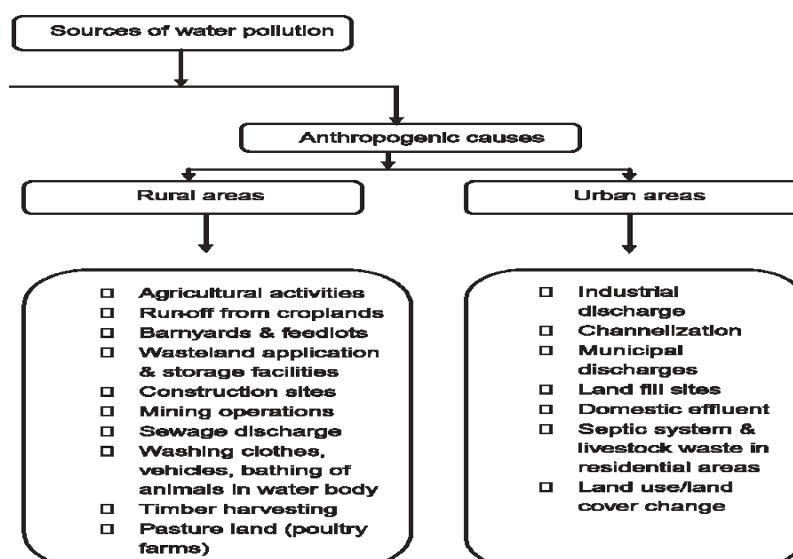 Sources of water pollution
Anthropogenic causes
Rural areas
Urban areas
Agricultural activities
Run-off from croplands
Barnyards & feedlots
Wasteland application
& storage facilities
Construction sites
Mining operations
Sewage discharge
Washing clothes,
vehicles, bathing of
animals in water body
Timber harvesting
Pasture land (poultry
farms)
Industrial
discharge
Channelization
Municipal
discharges
Land fill sites
Domestic effluent
Septic system &
livestock waste in
residential areas
Land use/land
cover change